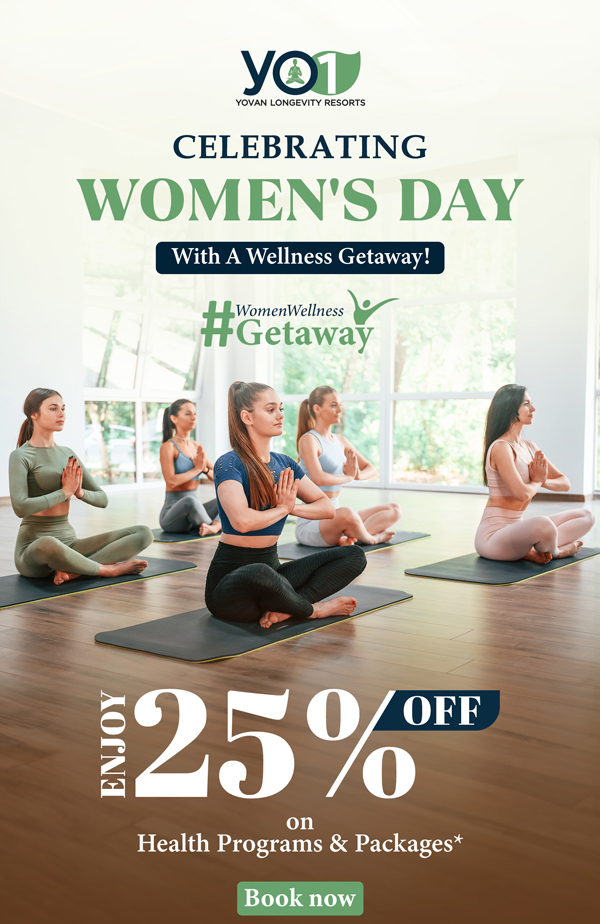 yo1
YOVAN LONGEVITY RESORTS
CELEBRATING
WOMEN'S DAY
With A Wellness Getaway!
#WomenWellness
Getaway
ENJOY
25% OFF
on
Health Programs & Packages*
Book now